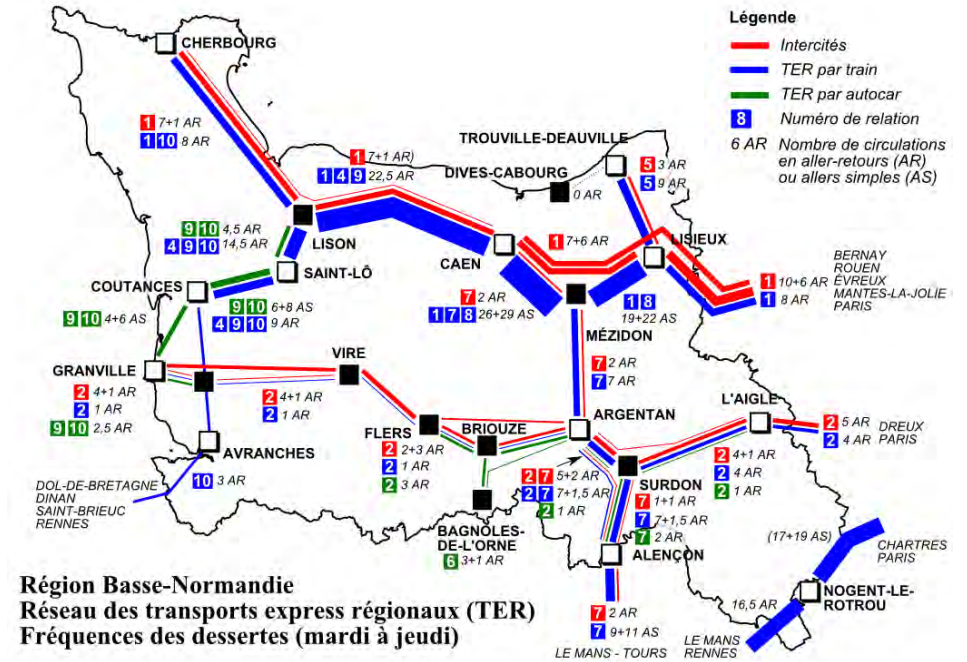 Légende
Intercités
TER par train
TER par autocar
8 Numéro de relation
6 AR Nombre de circulations
en aller-retours (AR)
ou allers simples (AS)
CHERBOURG
1 7+1 AR
1 10 8 AR
1 7+1 AR)
1 4 9 22,5 AR
TROUVILLE-DEAUVILLE
DIVES-CABOURG
0 AR
5 3 AR
5 9 AR
9 10 4,5 AR
4 9 10 14,5 AR
LISON
SAINT-LÔ
CAEN
1 7+6 AR
LISIEUX
BERNAY
ROUEN
ÉVREUX
MANTES-LA-JOLIE
PARIS
1 10+6 AR
1 8 AR
COUTANCES
9 10 6+8 AS
4 9 10 9 AR
9 10 4+6 AS
7 2 AR
1 7 8 26+29 AS
1 8
19+22 AS
MÉZIDON
7 2 AR
7 7 AR
GRANVILLE
2 4+1 AR
2 1 AR
9 10 2,5 AR
VIRE
2 4+1 AR
2 1 AR
AVRANCHES
10 3 AR
DOL-DE-BRETAGNE
DINAN
SAINT-BRIEUC
RENNES
FLERS
2 2+3 AR
2 1 AR
2 3 AR
BRIOUZE
ARGENTAN
2 7 5+2 AR
2 7 7+1,5 AR
2 1 AR
BAGNOLES-
DE-L'ORNE
6 3+1 AR
L'AIGLE
2 5 AR
2 4 AR
DREUX
PARIS
2 4+1 AR
2 4 AR
2 1 AR
SURDON
7 1+1 AR
7 7+1,5 AR
7 2 AR
ALENÇON
7 2 AR
7 9+11 AS
LE MANS - TOURS
(17+19 AS)
CHARTRES
PARIS
NOGENT-LE-
ROTROU
16,5 AR
LE MANS
RENNES
Région Basse-Normandie
Réseau des transports express régionaux (TER)
Fréquences des dessertes (mardi à jeudi)